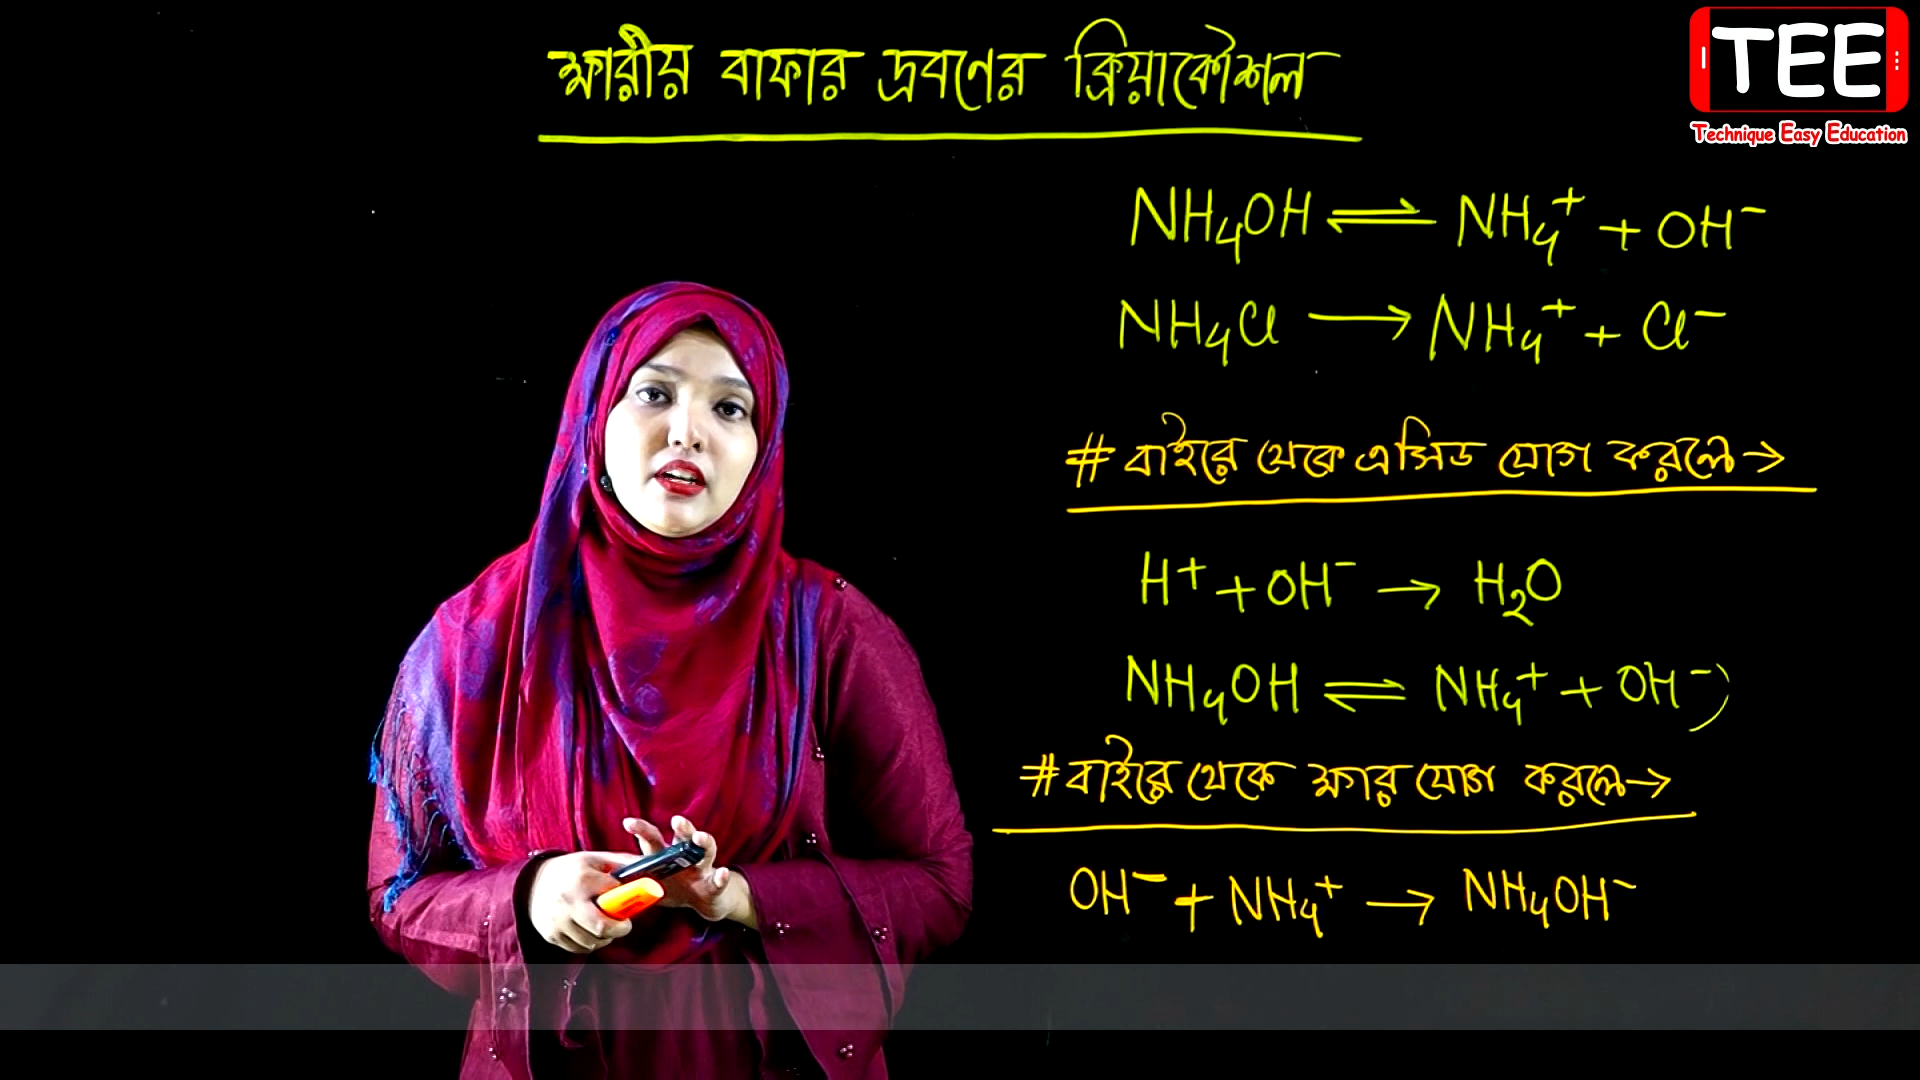 ক্ষারীয় বাফার দ্রবণের ক্রিয়াকৌশল
TEE
Technique Easy Education
NH₄OH ⇌ NH₄⁺ + OH⁻
NH₄Cl ⟶ NH₄⁺ + Cl⁻
# বাইরে থেকে এসিড যোগ করলে →
H⁺ + OH⁻ → H₂O
NH₄OH ⇌ NH₄⁺ + OH⁻)
# বাইরে থেকে ক্ষার যোগ করলে →
OH⁻ + NH₄⁺ → NH₄OH⁻